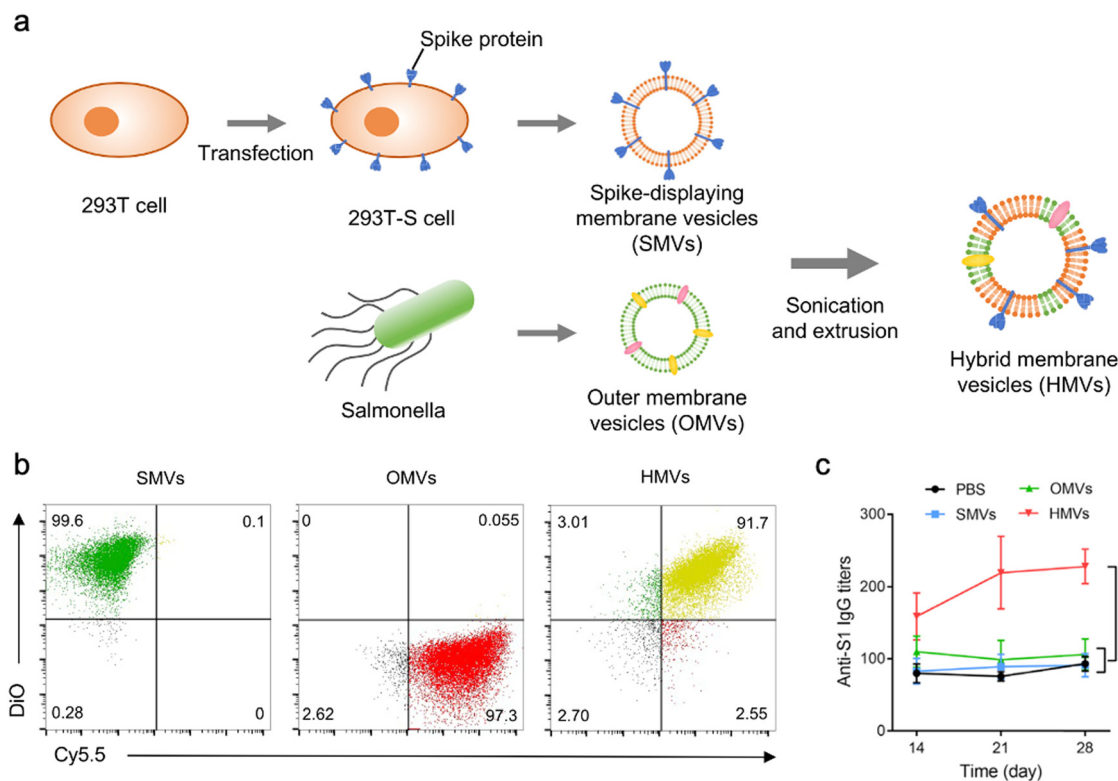 a
Spike protein
Transfection
293T cell
293T-S cell
Spike-displaying
membrane vesicles
(SMVs)
Salmonella
Outer membrane
vesicles (OMVs)
Sonication
and extrusion
Hybrid membrane
vesicles (HMVs)
b
SMVs
OMVs
HMVs
99.6
0.1
0.28
0
0
0.055
2.62
97.3
3.01
91.7
2.70
2.55
DiO
Cy5.5
c
PBS
OMVs
SMVs
HMVs
300
200
100
0
Anti-S1 IgG titers
14
21
28
Time (day)